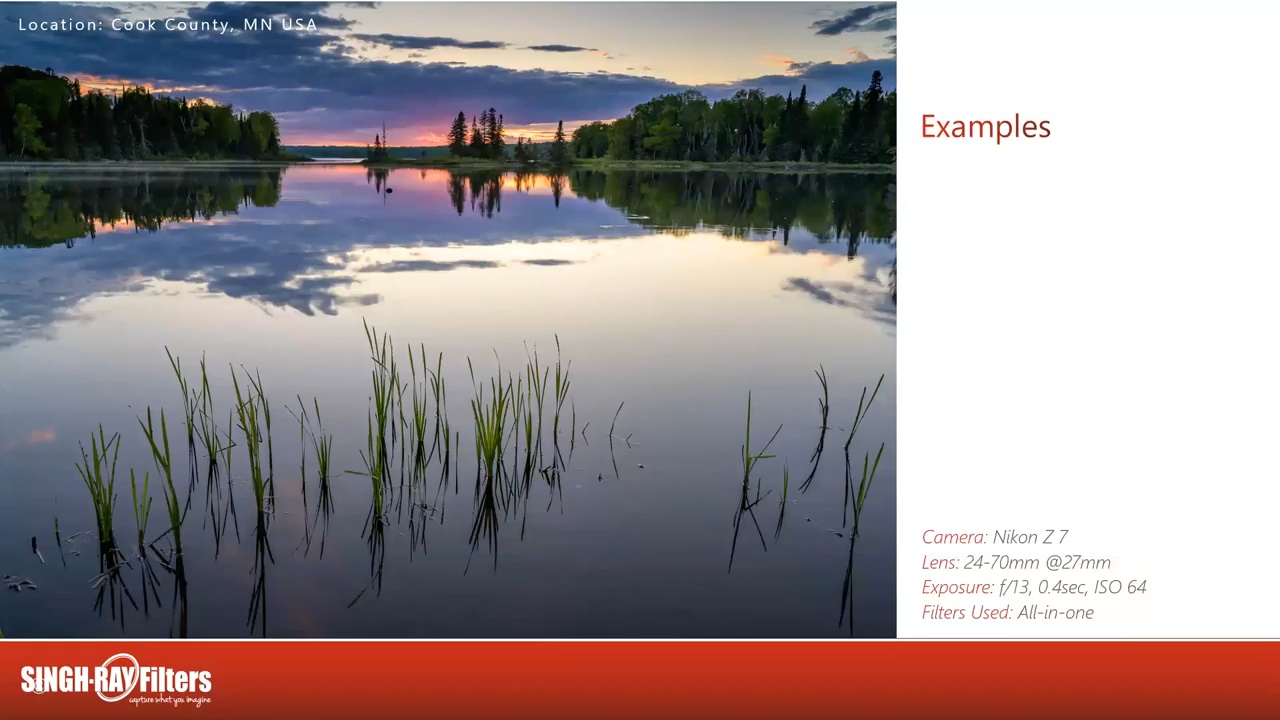 Location: Cook County, MN USA
Examples
Camera: Nikon Z 7
Lens: 24-70mm @27mm
Exposure: f/13, 0.4sec, ISO 64
Filters Used: All-in-one
SINGH-RAY Filters
capture what you imagine